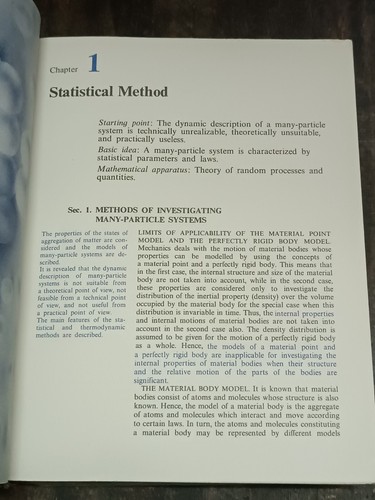 Chapter 1
Statistical Method
Starting point: The dynamic description of a many-particle
system is technically unrealizable, theoretically unsuitable,
and practically useless.
Basic idea: A many-particle system is characterized by
statistical parameters and laws.
Mathematical apparatus: Theory of random processes and
quantities.
Sec. 1. METHODS OF INVESTIGATING
MANY-PARTICLE SYSTEMS
The properties of the states of
aggregation of matter are con-
sidered and the models of
many-particle systems are de-
scribed.
It is revealed that the dynamic
description of many-particle
systems is not suitable from
a theoretical point of view, not
feasible from a technical point
of view, and not useful from
a practical point of view.
The main features of the sta-
tistical and thermodynamic
methods are described.
LIMITS OF APPLICABILITY OF THE MATERIAL POINT
MODEL AND THE PERFECTLY RIGID BODY MODEL.
Mechanics deals with the motion of material bodies whose
properties can be modelled by using the concepts of
a material point and a perfectly rigid body. This means that
in the first case, the internal structure and size of the material
body are not taken into account, while in the second case,
these properties are considered only to investigate the
distribution of the inertial property (density) over the volume
occupied by the material body for the special case when this
distribution is invariable in time. Thus, the internal properties
and internal motions of material bodies are not taken into
account in the second case also. The density distribution is
assumed to be given for the motion of a perfectly rigid body
as a whole. Hence, the models of a material point and
a perfectly rigid body are inapplicable for investigating the
internal properties of material bodies when their structure
and the relative motion of the parts of the bodies are
significant.
THE MATERIAL BODY MODEL. It is known that material
bodies consist of atoms and molecules whose structure is also
known. Hence, the model of a material body is the aggregate
of atoms and molecules which interact and move according
to certain laws. In turn, the atoms and molecules constituting
a material body may be represented by different models